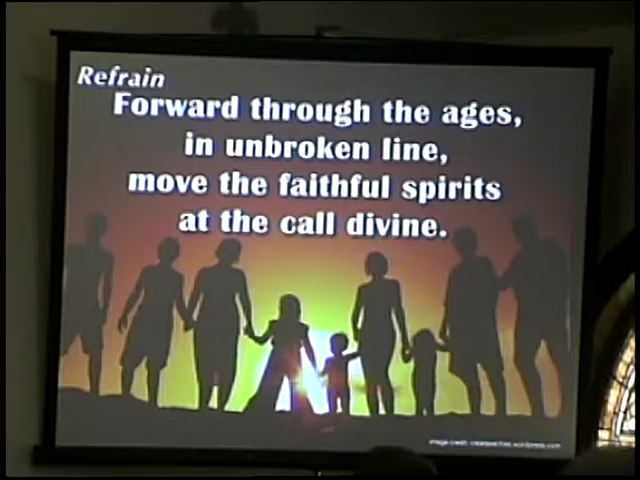 Refrain
Forward through the ages,
in unbroken line,
move the faithful spirits
at the call divine.